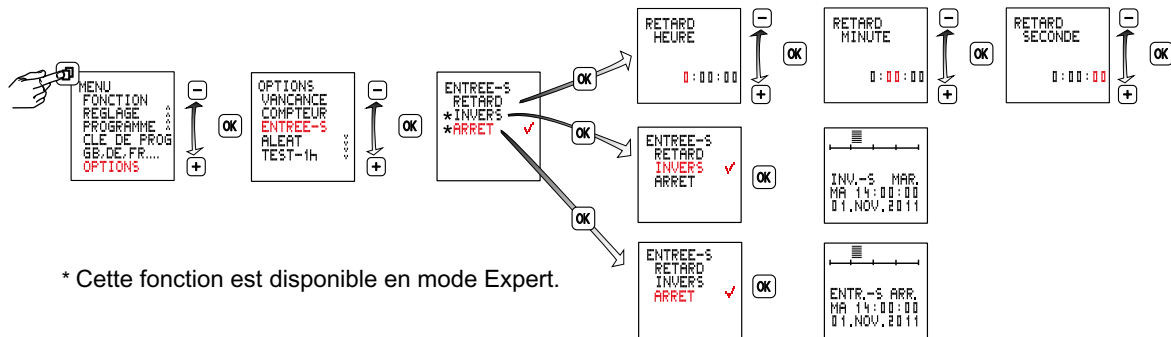 MENU
FONCTION
REGLAGE
PROGRAMME
CLE DE PROG
GB,DE,FR....
OPTIONS
−
+
OK
OPTIONS
VANCANCE
COMPTEUR
ENTREE-S
ALEAT
TEST-1h
−
+
OK
ENTREE-S
RETARD
*INVERS
*ARRET ✓
OK
RETARD
HEURE
0:00:00
−
+
OK
RETARD
MINUTE
0:00:00
−
+
OK
RETARD
SECONDE
0:00:00
−
+
OK
OK
ENTREE-S
RETARD
INVERS ✓
ARRET
OK
INV.-S MAR.
MA 14:00:00
01.NOV.2011
OK
ENTREE-S
RETARD
INVERS
ARRET ✓
OK
ENTR.-S ARR.
MA 14:00:00
01.NOV.2011
* Cette fonction est disponible en mode Expert.